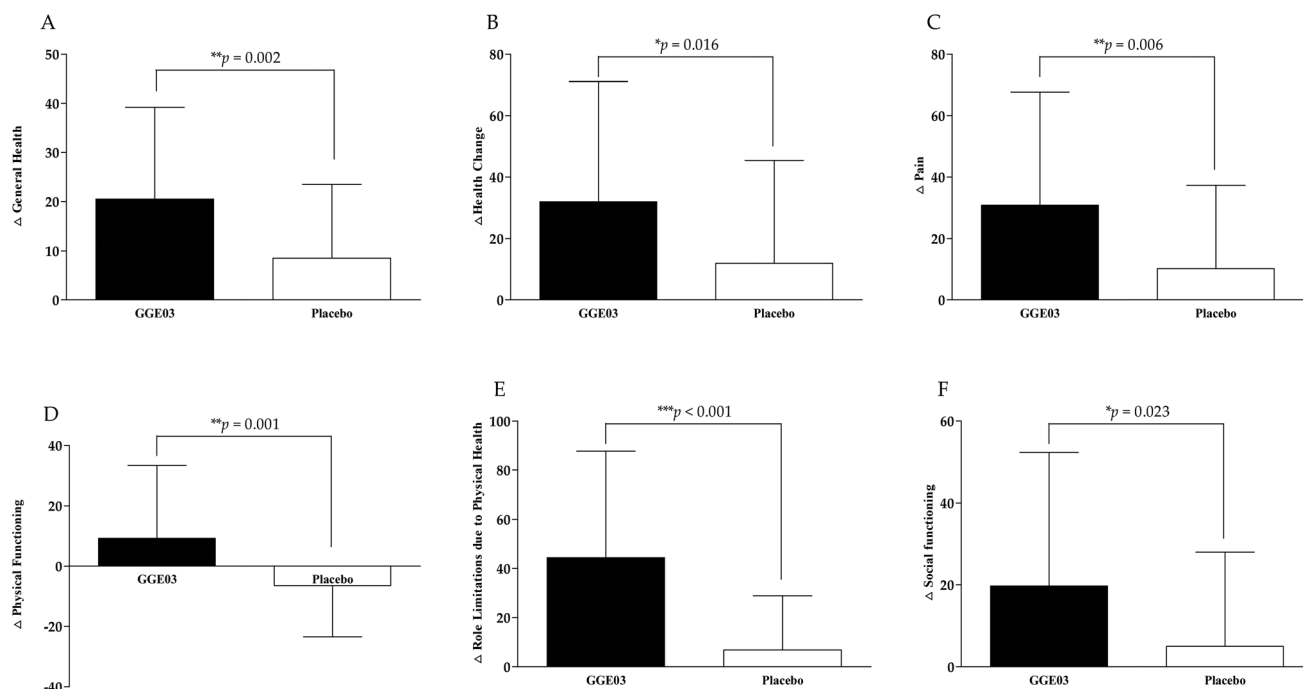 A
**p = 0.002
△ General Health
50
40
30
20
10
0
GGE03 Placebo
B
*p = 0.016
△Health Change
80
60
40
20
0
GGE03 Placebo
C
**p = 0.006
△ Pain
80
60
40
20
0
GGE03 Placebo
D
**p = 0.001
△ Physical Functioning
40
20
0
-20
-40
GGE03 Placebo
E
***p < 0.001
△ Role Limitations due to Physical Health
100
80
60
40
20
0
GGE03 Placebo
F
*p = 0.023
△ Social functioning
60
40
20
0
GGE03 Placebo